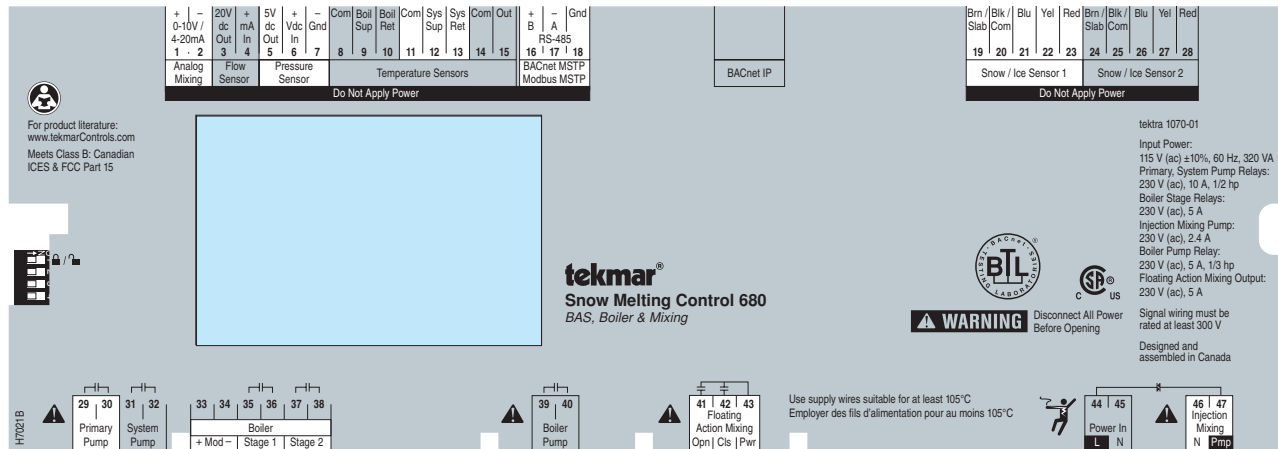 + – 20V + 5V + – Com Boil Boil Com Sys Sys Com Out + – Gnd
0-10V / dc mA dc Vdc Gnd Sup Ret Sup Ret B A
4-20mA Out In Out In RS-485
1 · 2 3 4 5 6 7 8 9 10 11 12 13 14 15 16 17 18
Analog Mixing
Flow Sensor
Pressure Sensor
Temperature Sensors
BACnet MSTP
Modbus MSTP
Do Not Apply Power
BACnet IP
Brn / Blk / Blu Yel Red Brn / Blk / Blu Yel Red
Slab Com Slab Com
19 20 21 22 23 24 25 26 27 28
Snow / Ice Sensor 1 Snow / Ice Sensor 2
Do Not Apply Power
For product literature:
www.tekmarControls.com
Meets Class B: Canadian
ICES & FCC Part 15
tektra 1070-01
Input Power:
115 V (ac) ±10%, 60 Hz, 320 VA
Primary, System Pump Relays:
230 V (ac), 10 A, 1/2 hp
Boiler Stage Relays:
230 V (ac), 5 A
Injection Mixing Pump:
230 V (ac), 2.4 A
Boiler Pump Relay:
230 V (ac), 5 A, 1/3 hp
Floating Action Mixing Output:
230 V (ac), 5 A
Signal wiring must be
rated at least 300 V
Designed and
assembled in Canada
/
tekmar®
Snow Melting Control 680
BAS, Boiler & Mixing
BACnet® TESTING LABORATORIES
BTL
CSA®
C US
WARNING
Disconnect All Power
Before Opening
H7021B
29 30
Primary
Pump
31 32
System
Pump
33 34 35 36 37 38
Boiler
+ Mod – Stage 1 Stage 2
39 40
Boiler
Pump
41 42 43
Floating
Action Mixing
Opn Cls Pwr
Use supply wires suitable for at least 105°C
Employer des fils d'alimentation pour au moins 105°C
44 45
Power In
L N
46 47
Injection
Mixing
N Pmp